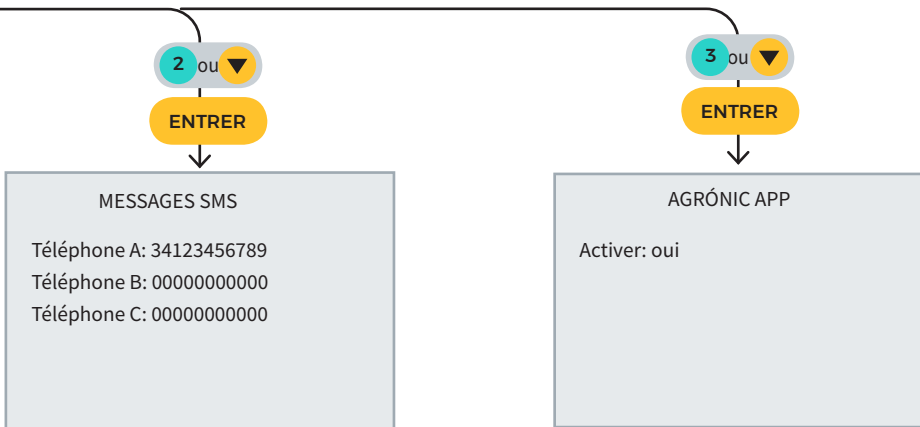 2 ou
ENTRER
MESSAGES SMS
Téléphone A: 34123456789
Téléphone B: 00000000000
Téléphone C: 00000000000
3 ou
ENTRER
AGRÓNIC APP
Activer: oui